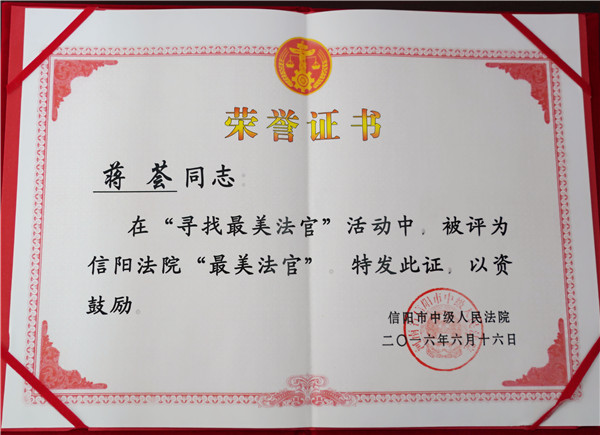 荣誉证书
蒋 荟 同志:
在“寻找最美法官”活动中，被评为
信阳法院“最美法官”。特发此证，以资
鼓励。
信阳市中级人民法院
二〇一六年六月十六日